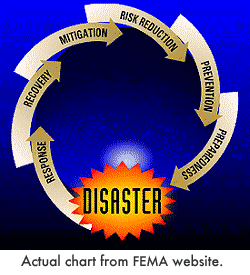 RESPONSE
RECOVERY
MITIGATION
RISK REDUCTION
PREVENTION
PREPAREDNESS
DISASTER
Actual chart from FEMA website.